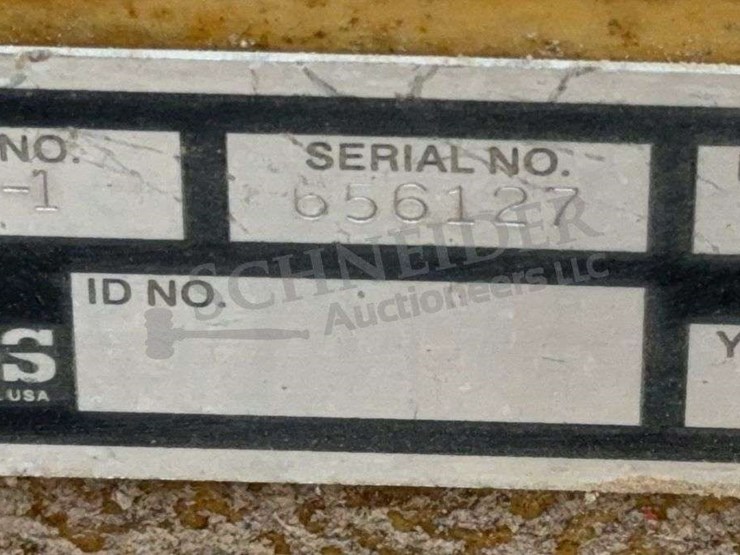 NO.
-1
SERIAL NO.
656127
ID NO.
SCHNEIDER
Auctioneers LLC
S
USA
Y